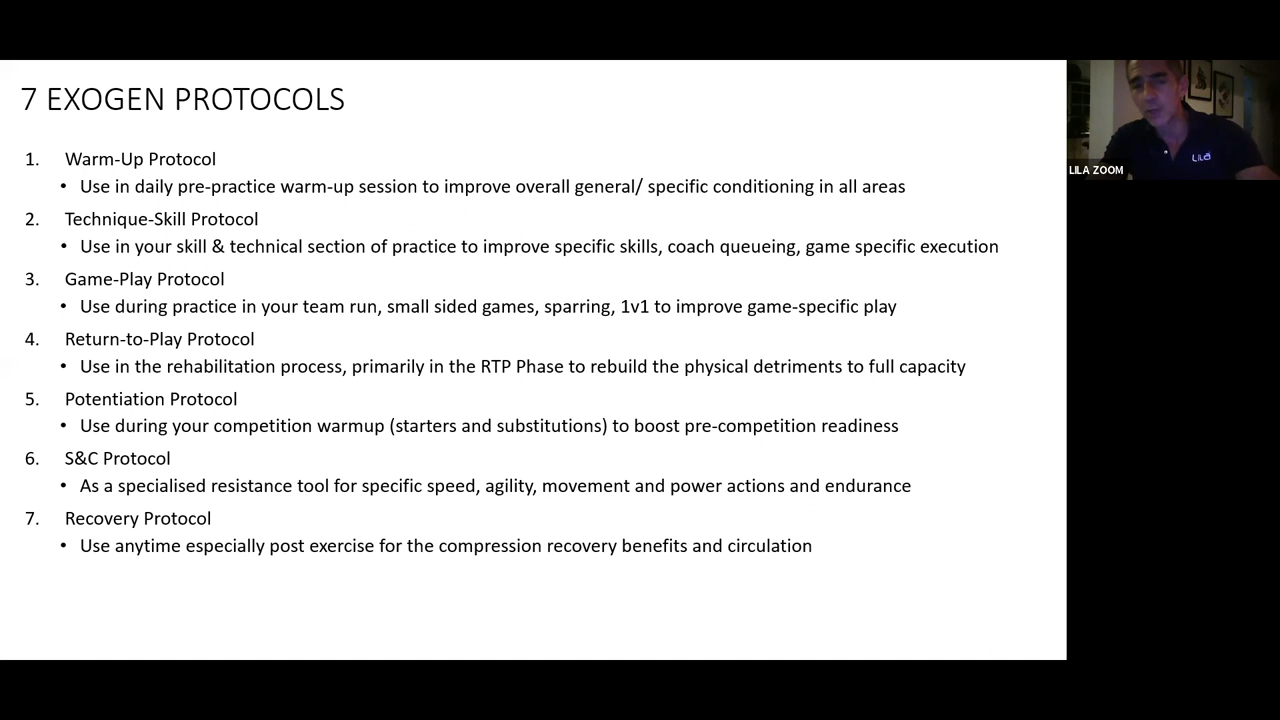 7 EXOGEN PROTOCOLS
1. Warm-Up Protocol
• Use in daily pre-practice warm-up session to improve overall general/ specific conditioning in all areas
2. Technique-Skill Protocol
• Use in your skill & technical section of practice to improve specific skills, coach queueing, game specific execution
3. Game-Play Protocol
• Use during practice in your team run, small sided games, sparring, 1v1 to improve game-specific play
4. Return-to-Play Protocol
• Use in the rehabilitation process, primarily in the RTP Phase to rebuild the physical detriments to full capacity
5. Potentiation Protocol
• Use during your competition warmup (starters and substitutions) to boost pre-competition readiness
6. S&C Protocol
• As a specialised resistance tool for specific speed, agility, movement and power actions and endurance
7. Recovery Protocol
• Use anytime especially post exercise for the compression recovery benefits and circulation
LILA
LILA ZOOM